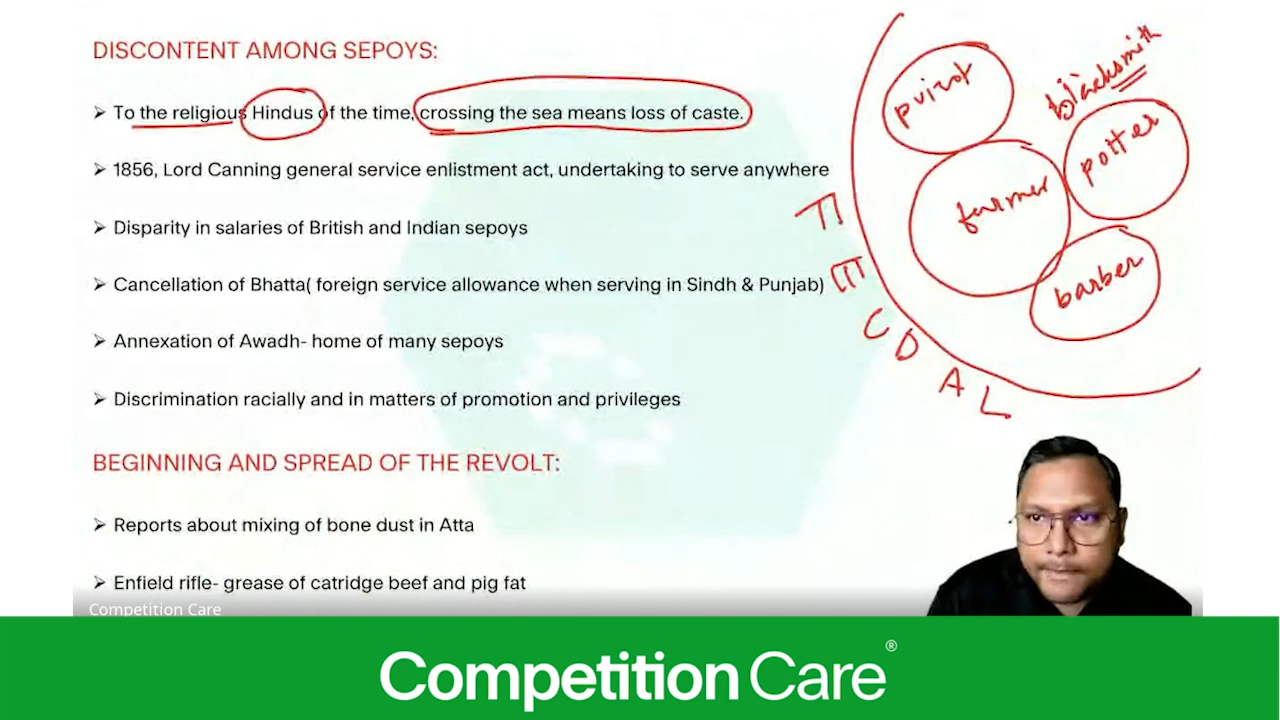 DISCONTENT AMONG SEPOYS:
➢ To the religious Hindus of the time, crossing the sea means loss of caste.
➢ 1856, Lord Canning general service enlistment act, undertaking to serve anywhere
➢ Disparity in salaries of British and Indian sepoys
➢ Cancellation of Bhatta( foreign service allowance when serving in Sindh & Punjab)
➢ Annexation of Awadh- home of many sepoys
➢ Discrimination racially and in matters of promotion and privileges
BEGINNING AND SPREAD OF THE REVOLT:
➢ Reports about mixing of bone dust in Atta
➢ Enfield rifle- grease of catridge beef and pig fat
blacksmith
potter
farmer
barber
Competition Care
Competition Care®